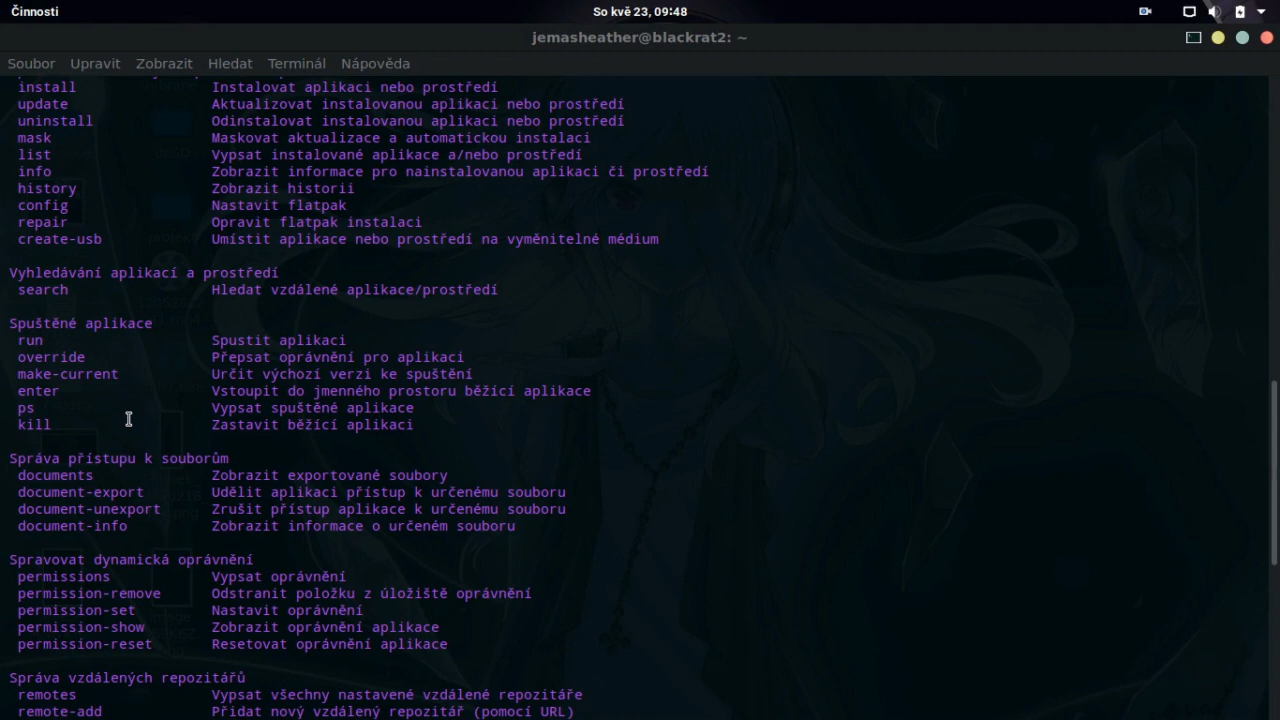 Činnosti
So kvě 23, 09:48
jemasheather@blackrat2: ~
Soubor Upravit Zobrazit Hledat Terminál Nápověda
install Instalovat aplikaci nebo prostředí
update Aktualizovat instalovanou aplikaci nebo prostředí
uninstall Odinstalovat instalovanou aplikaci nebo prostředí
mask Maskovat aktualizace a automatickou instalaci
list Vypsat instalované aplikace a/nebo prostředí
info Zobrazit informace pro nainstalovanou aplikaci či prostředí
history Zobrazit historii
config Nastavit flatpak
repair Opravit flatpak instalaci
create-usb Umístit aplikace nebo prostředí na vyměnitelné médium
Vyhledávání aplikací a prostředí
search Hledat vzdálené aplikace/prostředí
Spuštěné aplikace
run Spustit aplikaci
override Přepsat oprávnění pro aplikaci
make-current Určit výchozí verzi ke spuštění
enter Vstoupit do jmenného prostoru běžící aplikace
ps Vypsat spuštěné aplikace
kill Zastavit běžící aplikaci
Správa přístupu k souborům
documents Zobrazit exportované soubory
document-export Udělit aplikaci přístup k určenému souboru
document-unexport Zrušit přístup aplikace k určenému souboru
document-info Zobrazit informace o určeném souboru
Spravovat dynamická oprávnění
permissions Vypsat oprávnění
permission-remove Odstranit položku z úložiště oprávnění
permission-set Nastavit oprávnění
permission-show Zobrazit oprávnění aplikace
permission-reset Resetovat oprávnění aplikace
Správa vzdálených repozitářů
remotes Vypsat všechny nastavené vzdálené repozitáře
remote-add Přidat nový vzdálený repozitář (pomocí URL)